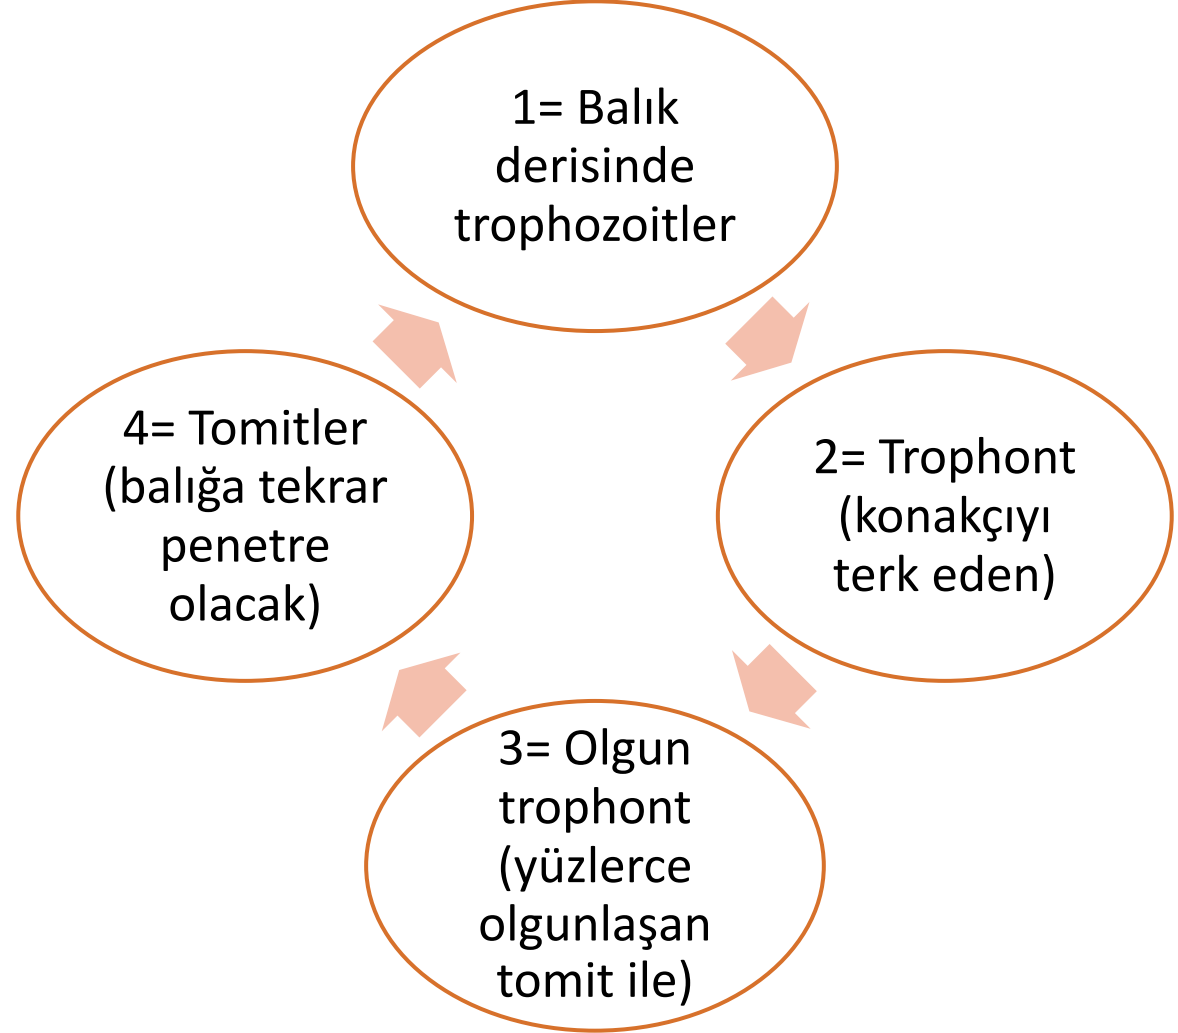 1= Balık
derisinde
trophozoitler
2= Trophont
(konakçıyı
terk eden)
3= Olgun
trophont
(yüzlerce
olgunlaşan
tomit ile)
4= Tomitler
(balığa tekrar
penetre
olacak)